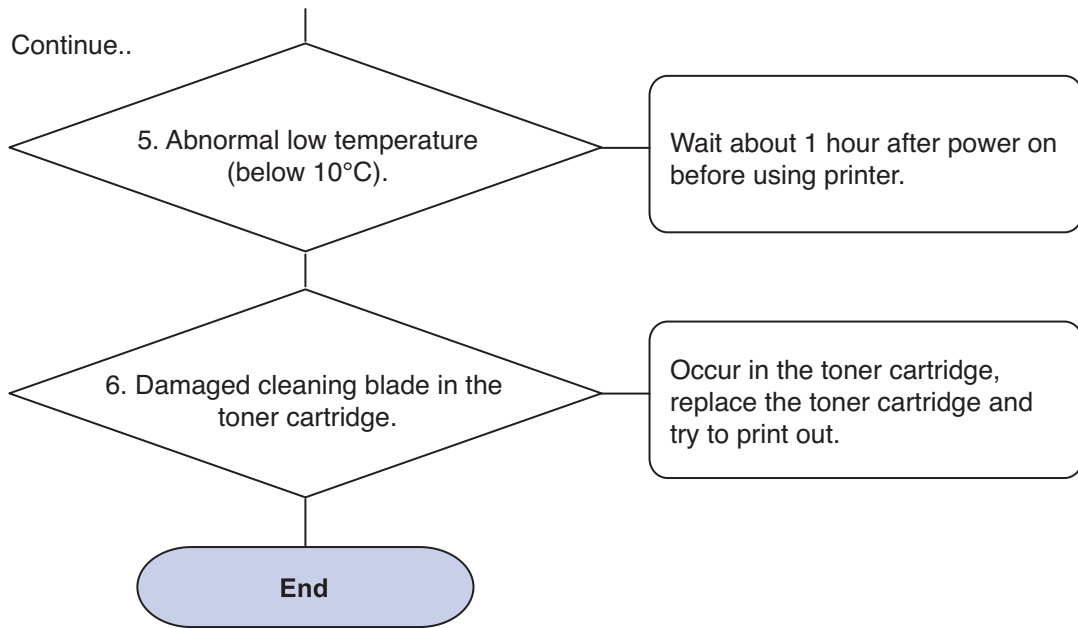 Continue..
5. Abnormal low temperature
(below 10°C).
Wait about 1 hour after power on
before using printer.
6. Damaged cleaning blade in the
toner cartridge.
Occur in the toner cartridge,
replace the toner cartridge and
try to print out.
End